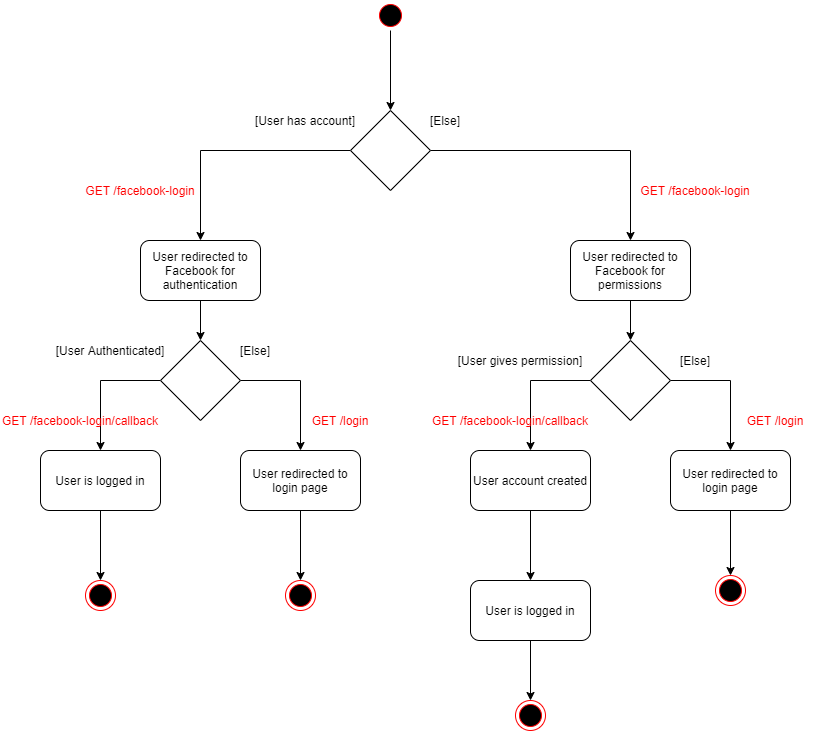 [User has account]
[Else]
GET /facebook-login
GET /facebook-login
User redirected to
Facebook for
authentication
User redirected to
Facebook for
permissions
[User Authenticated]
[Else]
[User gives permission]
[Else]
GET /facebook-login/callback
GET /login
GET /facebook-login/callback
GET /login
User is logged in
User redirected to
login page
User account created
User redirected to
login page
User is logged in